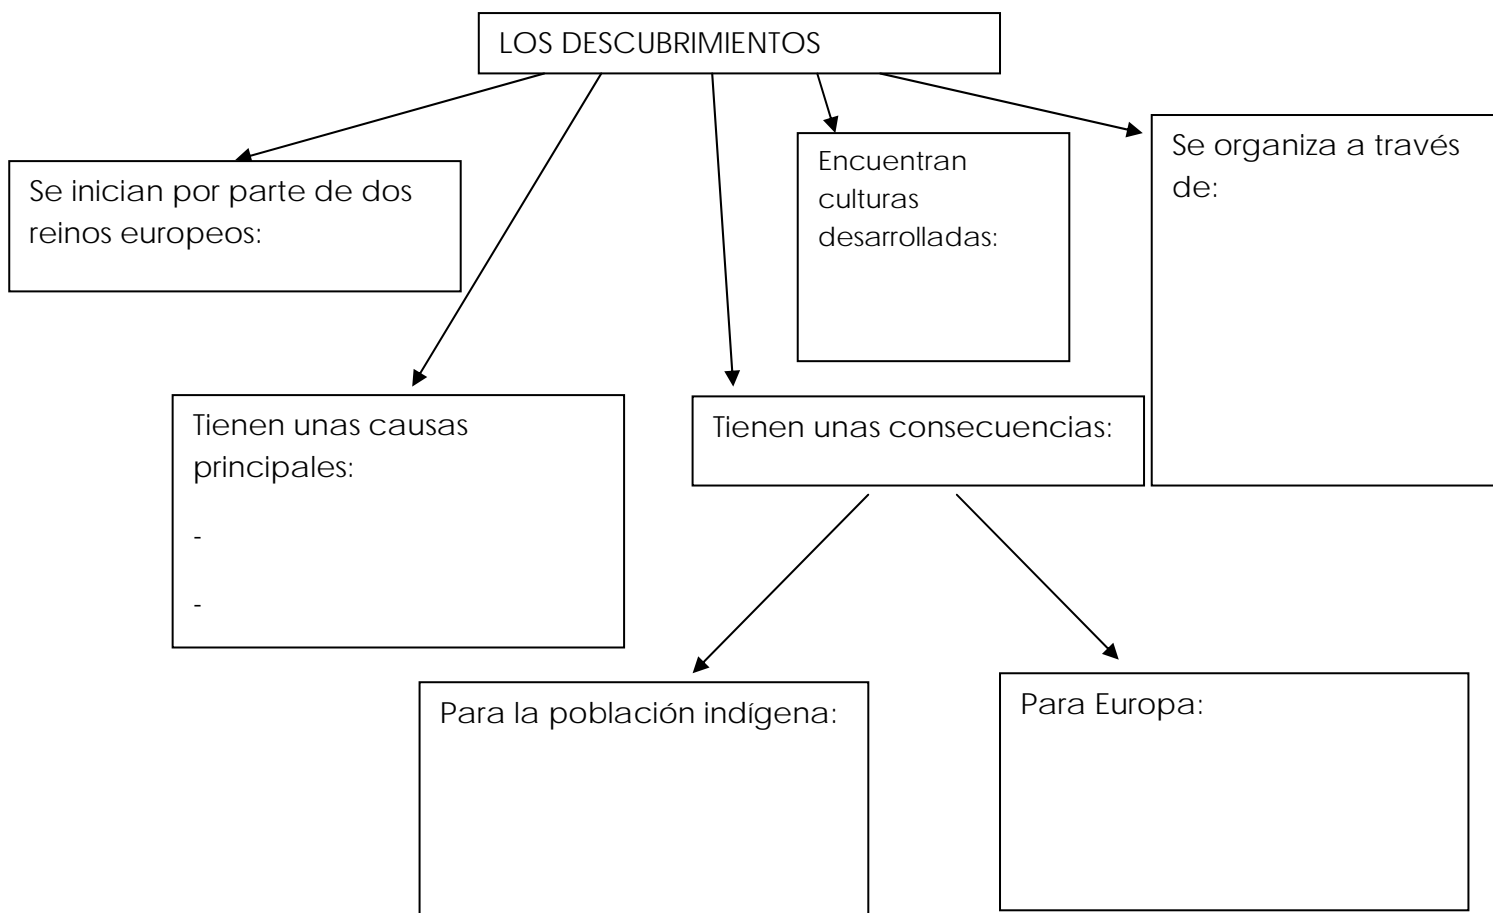 LOS DESCUBRIMIENTOS
Se inician por parte de dos
reinos europeos:
Encuentran
culturas
desarrolladas:
Se organiza a través
de:
Tienen unas causas
principales:
-
-
Tienen unas consecuencias:
Para la población indígena:
Para Europa: